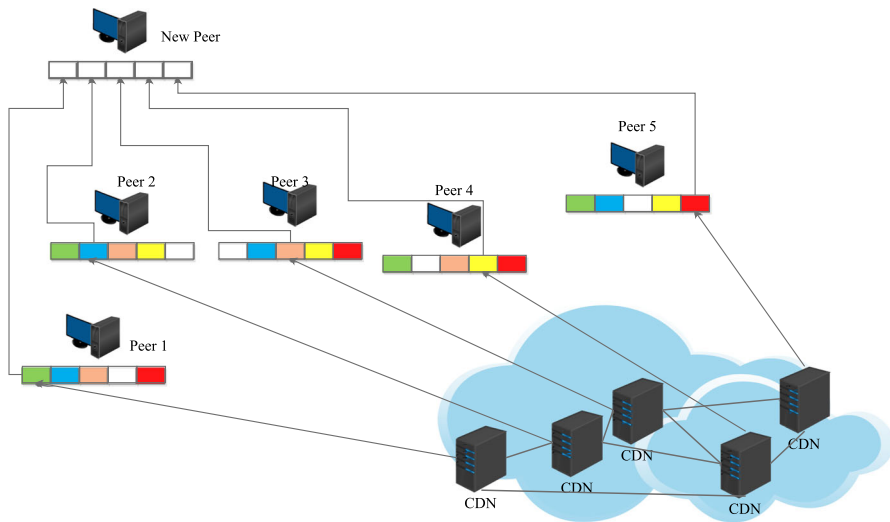 New Peer
Peer 5
Peer 2
Peer 3
Peer 4
Peer 1
CDN
CDN
CDN
CDN
CDN